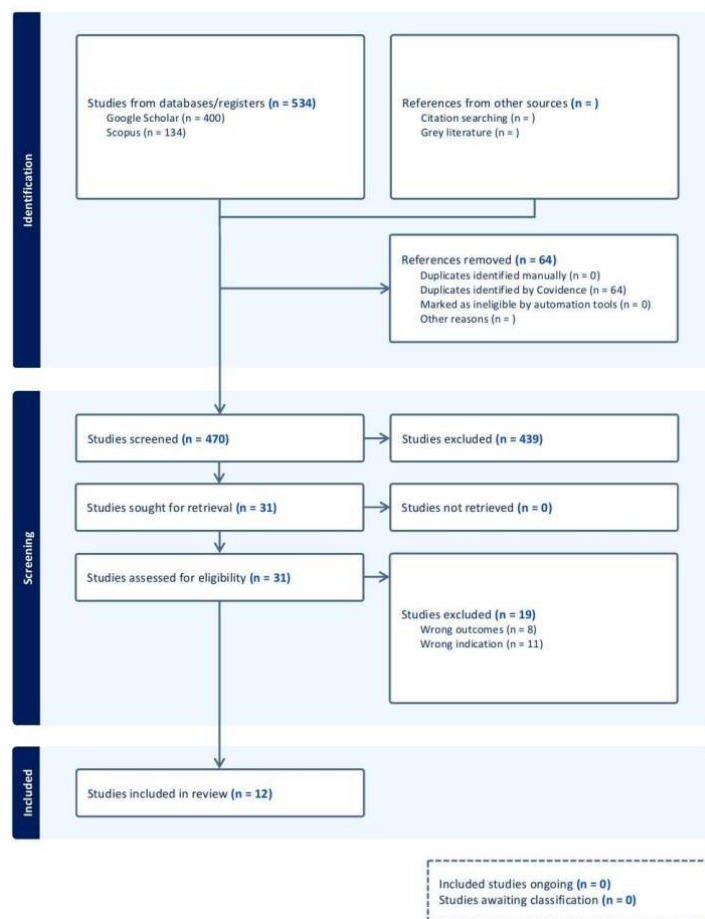 Identification
Studies from databases/registers (n = 534)
Google Scholar (n = 400)
Scopus (n = 134)
References from other sources (n = )
Citation searching (n = )
Grey literature (n = )
References removed (n = 64)
Duplicates identified manually (n = 0)
Duplicates identified by Covidence (n = 64)
Marked as ineligible by automation tools (n = 0)
Other reasons (n = )
Screening
Studies screened (n = 470)
Studies excluded (n = 439)
Studies sought for retrieval (n = 31)
Studies not retrieved (n = 0)
Studies assessed for eligibility (n = 31)
Studies excluded (n = 19)
Wrong outcomes (n = 8)
Wrong indication (n = 11)
Included
Studies included in review (n = 12)
Included studies ongoing (n = 0)
Studies awaiting classification (n = 0)